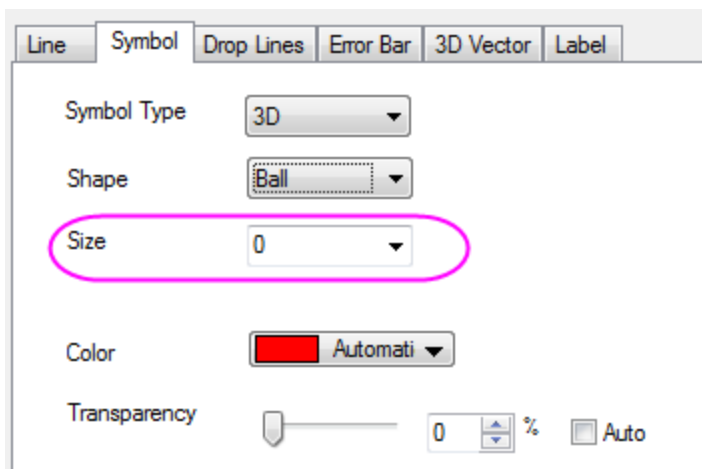 Line Symbol Drop Lines Error Bar 3D Vector Label
Symbol Type 3D
Shape Ball
Size 0
Color Automati
Transparency 0 % Auto